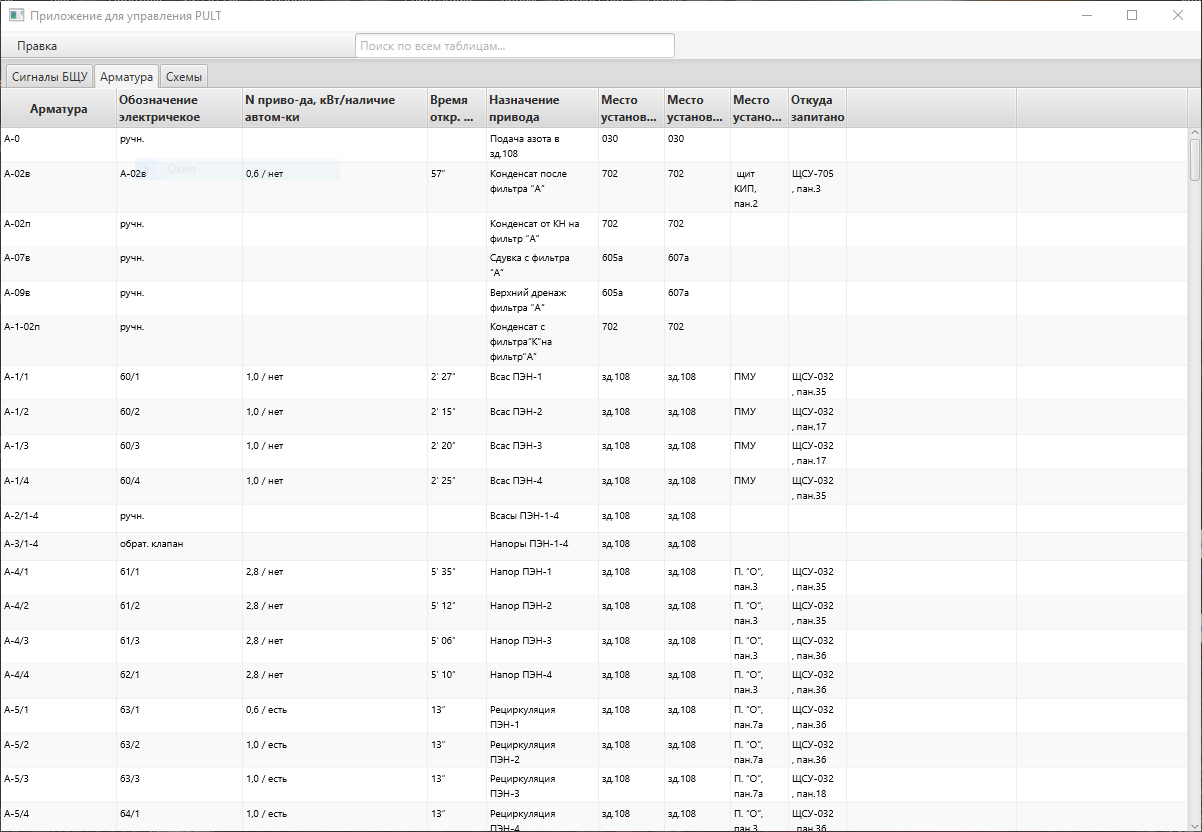 Приложение для управления PULT
Правка
Поиск по всем таблицам...
Сигналы БЩУ Арматура Схемы
Арматура Обозначение электричекое N приво-да, кВт/наличие автом-ки Время откр. ... Назначение привода Место установ... Место установ... Место устано... Откуда запитано
А-0 ручн. Подача азота в зд.108 030 030
Окно
А-02в А-02в 0,6 / нет 57” Конденсат после фильтра “А” 702 702 щит КИП, пан.2 ЩСУ-705 , пан.3
А-02п ручн. Конденсат от КН на фильтр “А” 702 702
А-07в ручн. Сдувка с фильтра “А” 605а 607а
А-09в ручн. Верхний дренаж фильтра “А” 605а 607а
А-1-02п ручн. Конденсат с фильтра”К”на фильтр”А” 702 702
А-1/1 60/1 1,0 / нет 2’ 27” Всас ПЭН-1 зд.108 зд.108 ПМУ ЩСУ-032 , пан.35
А-1/2 60/2 1,0 / нет 2’ 15” Всас ПЭН-2 зд.108 зд.108 ПМУ ЩСУ-032 , пан.17
А-1/3 60/3 1,0 / нет 2’ 20” Всас ПЭН-3 зд.108 зд.108 ПМУ ЩСУ-032 , пан.17
А-1/4 60/4 1,0 / нет 2’ 25” Всас ПЭН-4 зд.108 зд.108 ПМУ ЩСУ-032 , пан.35
А-2/1-4 ручн. Всасы ПЭН-1-4 зд.108 зд.108
А-3/1-4 обрат. клапан Напоры ПЭН-1-4 зд.108 зд.108
А-4/1 61/1 2,8 / нет 5’ 35” Напор ПЭН-1 зд.108 зд.108 П. “О”, пан.3 ЩСУ-032 , пан.35
А-4/2 61/2 2,8 / нет 5’ 12” Напор ПЭН-2 зд.108 зд.108 П. “О”, пан.3 ЩСУ-032 , пан.35
А-4/3 61/3 2,8 / нет 5’ 06” Напор ПЭН-3 зд.108 зд.108 П. “О”, пан.3 ЩСУ-032 , пан.36
А-4/4 62/1 2,8 / нет 5’ 10” Напор ПЭН-4 зд.108 зд.108 П. “О”, пан.3 ЩСУ-032 , пан.36
А-5/1 63/1 0,6 / есть 13” Рециркуляция ПЭН-1 зд.108 зд.108 П. “О”, пан.7а ЩСУ-032 , пан.36
А-5/2 63/2 1,0 / есть 13” Рециркуляция ПЭН-2 зд.108 зд.108 П. “О”, пан.7а ЩСУ-032 , пан.36
А-5/3 63/3 1,0 / есть 13” Рециркуляция ПЭН-3 зд.108 зд.108 П. “О”, пан.7а ЩСУ-032 , пан.18
А-5/4 64/1 1,0 / есть 13” Рециркуляция ПЭН-4 зд.108 зд.108 П. “О”, пан.3 ЩСУ-032 , пан.36